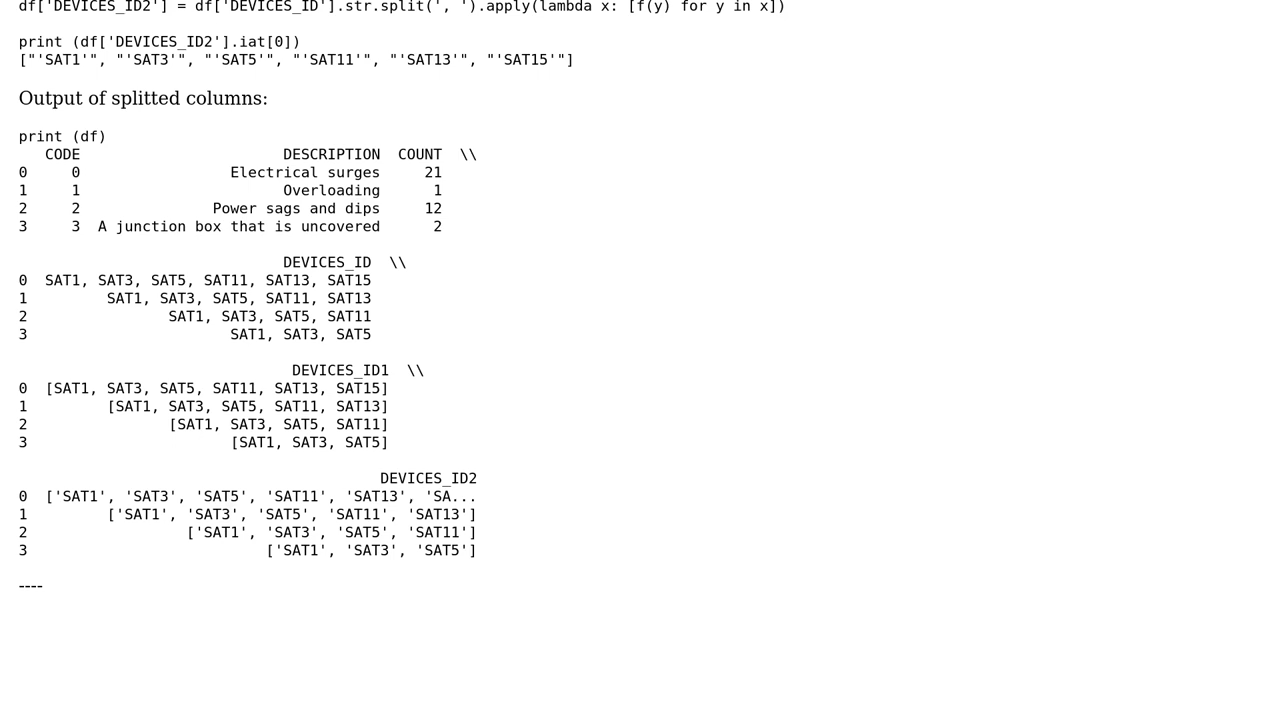 df['DEVICES_ID2'] = df['DEVICES_ID'].str.split(', ').apply(lambda x: [f(y) for y in x])
print (df['DEVICES_ID2'].iat[0])
["'SAT1'", "'SAT3'", "'SAT5'", "'SAT11'", "'SAT13'", "'SAT15'"]
Output of splitted columns:
print (df)
   CODE                       DESCRIPTION  COUNT  \\
0     0                 Electrical surges     21
1     1                       Overloading      1
2     2               Power sags and dips     12
3     3  A junction box that is uncovered      2
                             DEVICES_ID  \\
0  SAT1, SAT3, SAT5, SAT11, SAT13, SAT15
1         SAT1, SAT3, SAT5, SAT11, SAT13
2                SAT1, SAT3, SAT5, SAT11
3                       SAT1, SAT3, SAT5
                               DEVICES_ID1  \\
0  [SAT1, SAT3, SAT5, SAT11, SAT13, SAT15]
1         [SAT1, SAT3, SAT5, SAT11, SAT13]
2                [SAT1, SAT3, SAT5, SAT11]
3                       [SAT1, SAT3, SAT5]
                                         DEVICES_ID2
0  ['SAT1', 'SAT3', 'SAT5', 'SAT11', 'SAT13', 'SA...
1         ['SAT1', 'SAT3', 'SAT5', 'SAT11', 'SAT13']
2                  ['SAT1', 'SAT3', 'SAT5', 'SAT11']
3                           ['SAT1', 'SAT3', 'SAT5']
----